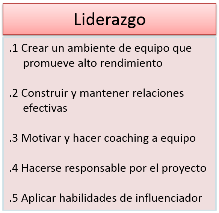 Liderazgo
.1 Crear un ambiente de equipo que
promueve alto rendimiento
.2 Construir y mantener relaciones
efectivas
.3 Motivar y hacer coaching a equipo
.4 Hacerse responsable por el proyecto
.5 Aplicar habilidades de influenciador